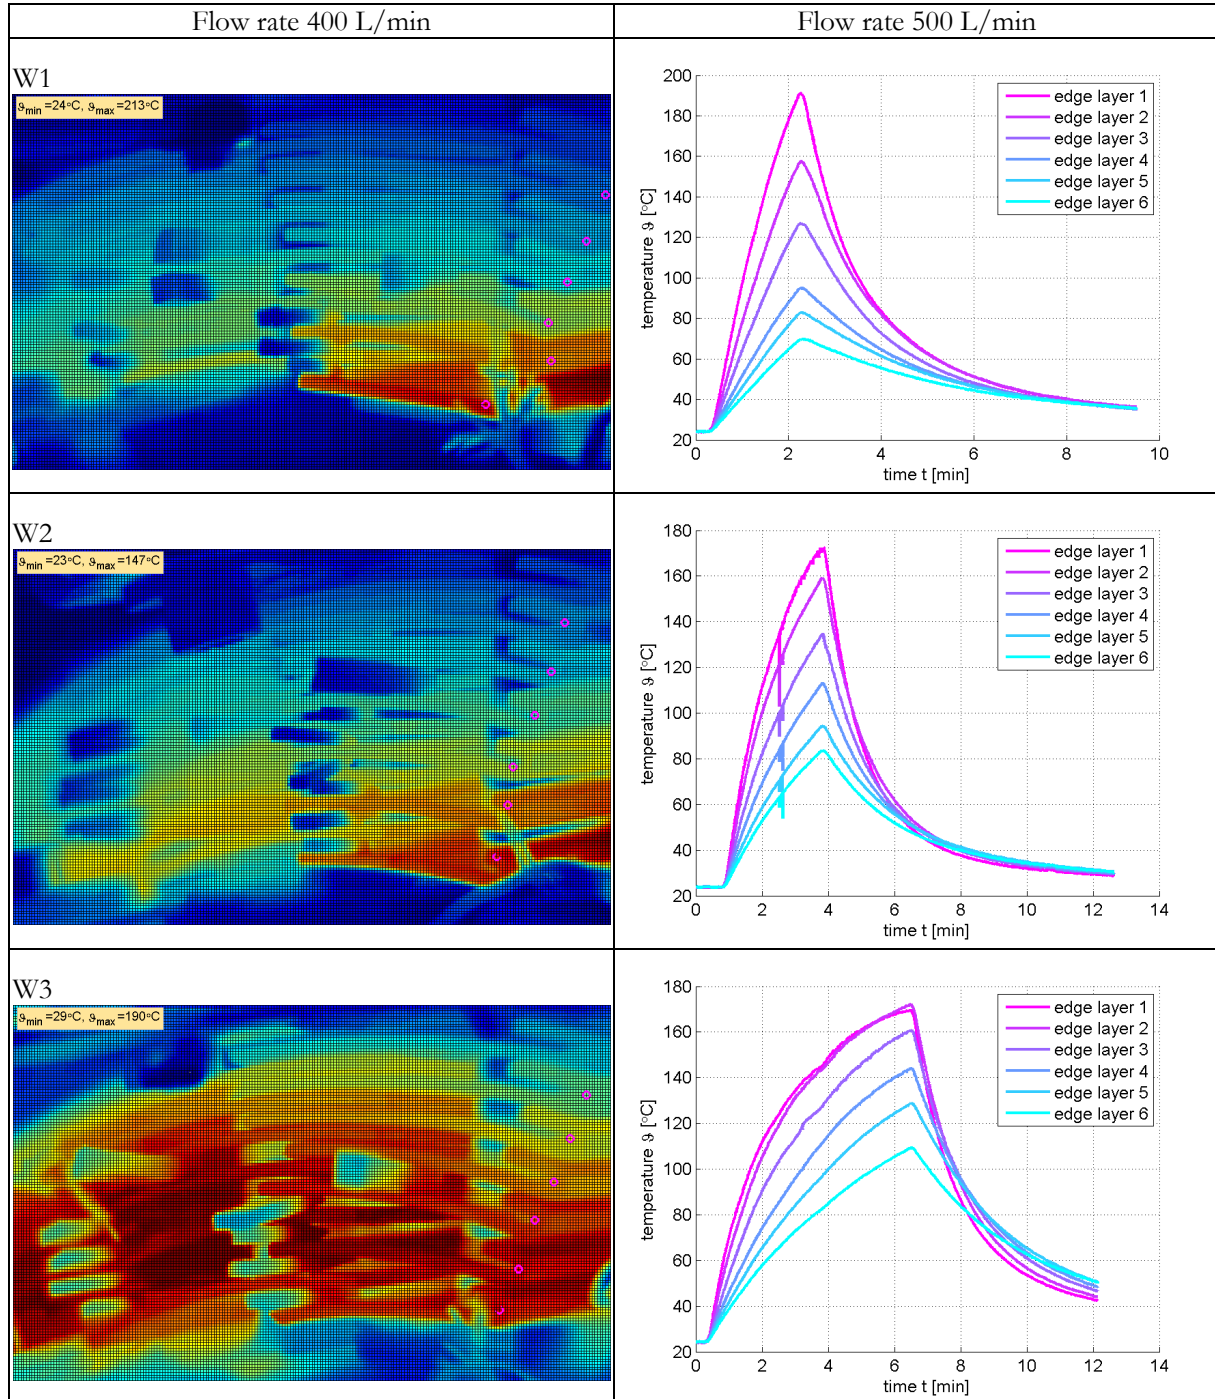 Flow rate 400 L/min
Flow rate 500 L/min
W1
ϑmin =24°C, ϑmax =213°C
200
180
160
140
120
100
80
60
40
20
0
2
4
6
8
10
temperature ϑ [°C]
time t [min]
edge layer 1
edge layer 2
edge layer 3
edge layer 4
edge layer 5
edge layer 6
W2
ϑmin =23°C, ϑmax =147°C
180
160
140
120
100
80
60
40
20
0
2
4
6
8
10
12
14
temperature ϑ [°C]
time t [min]
edge layer 1
edge layer 2
edge layer 3
edge layer 4
edge layer 5
edge layer 6
W3
ϑmin =29°C, ϑmax =190°C
180
160
140
120
100
80
60
40
20
0
2
4
6
8
10
12
14
temperature ϑ [°C]
time t [min]
edge layer 1
edge layer 2
edge layer 3
edge layer 4
edge layer 5
edge layer 6